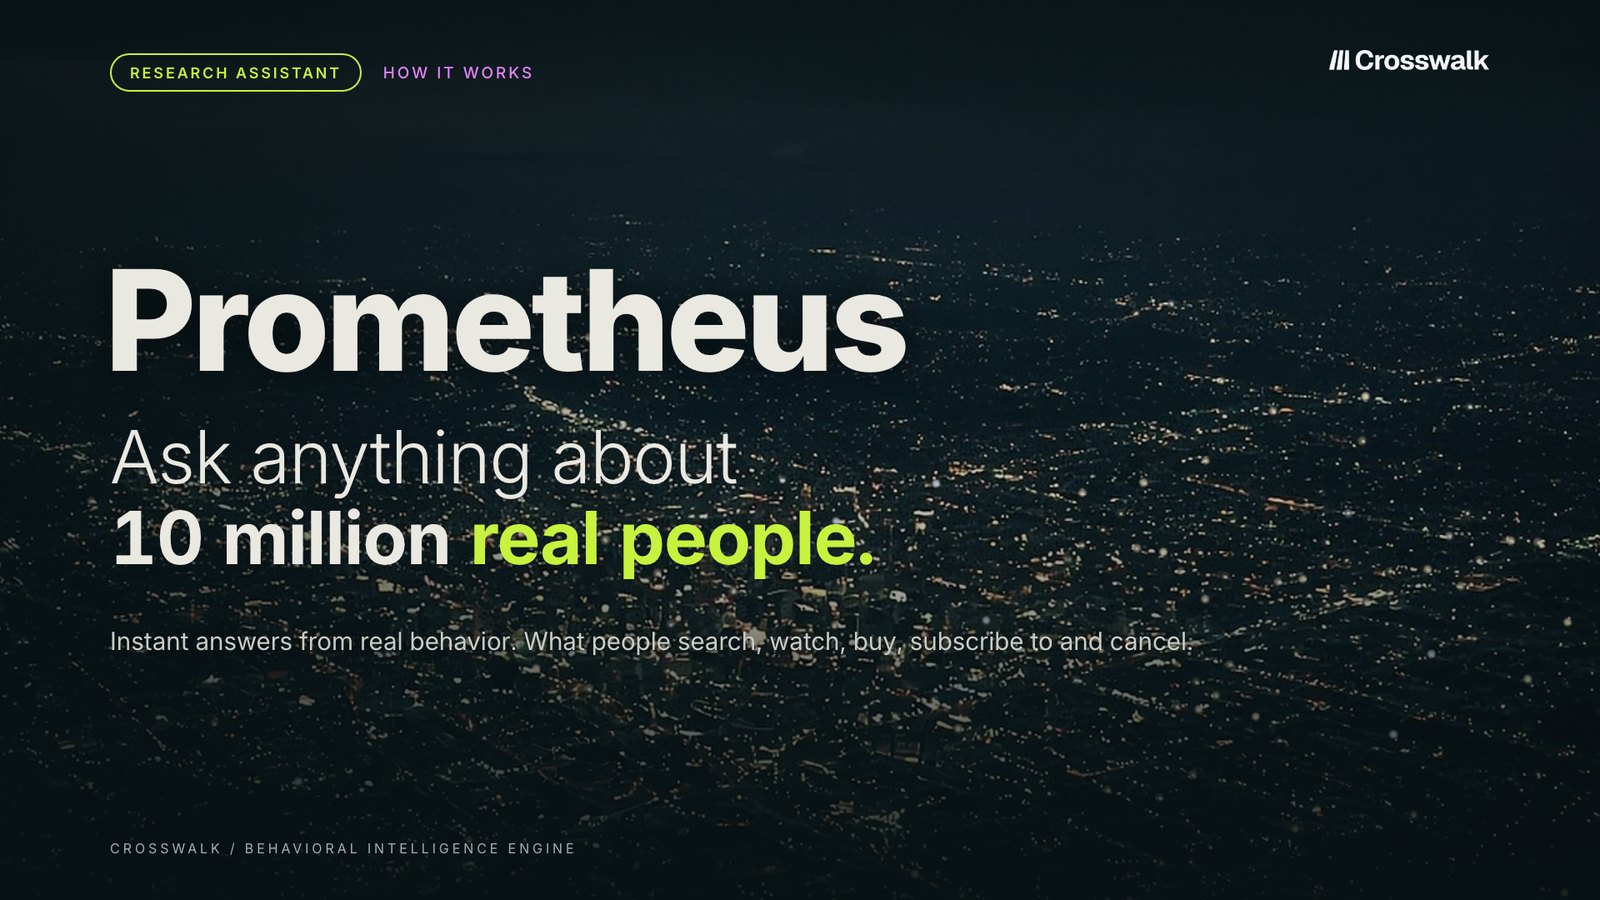 RESEARCH ASSISTANT
HOW IT WORKS
Crosswalk
Prometheus
Ask anything about
10 million real people.
Instant answers from real behavior. What people search, watch, buy, subscribe to and cancel.
CROSSWALK / BEHAVIORAL INTELLIGENCE ENGINE